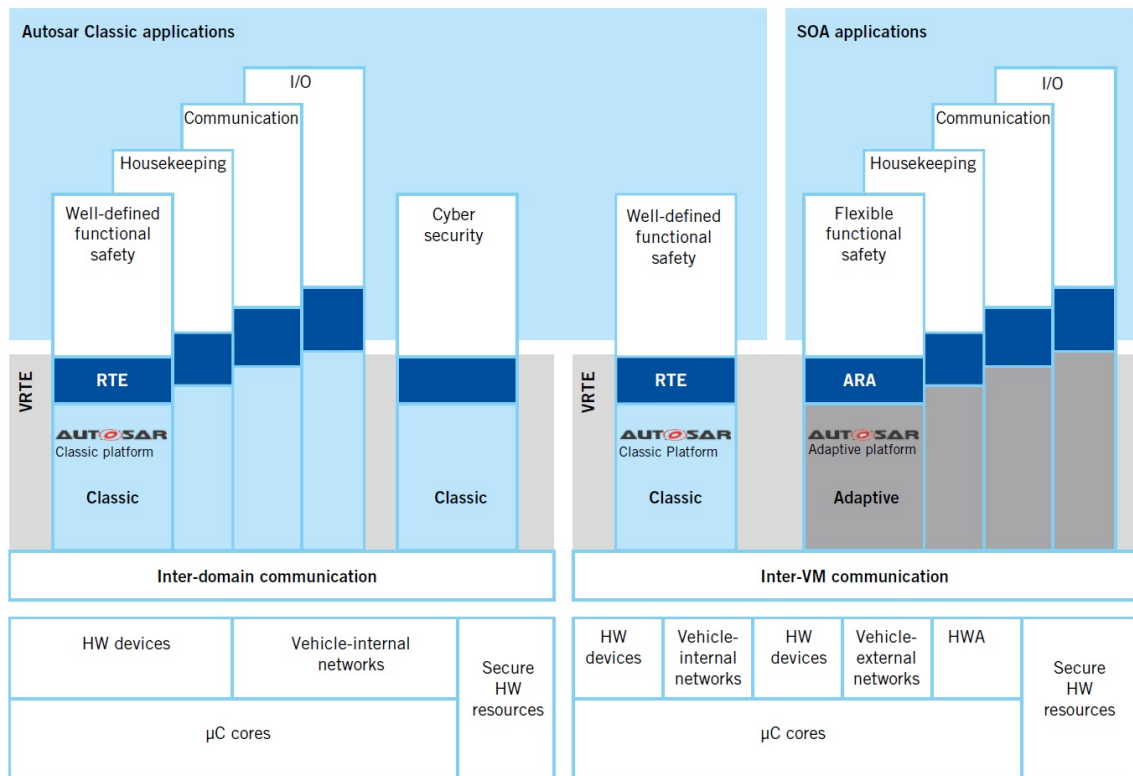 Autosar Classic applications
SOA applications
I/O
Communication
Housekeeping
Well-defined
functional
safety
Cyber
security
Well-defined
functional
safety
I/O
Communication
Housekeeping
Flexible
functional
safety
VRTE
RTE
AUTOSAR
Classic platform
Classic
Classic
VRTE
RTE
AUTOSAR
Classic Platform
Classic
ARA
AUTOSAR
Adaptive platform
Adaptive
Inter-domain communication
Inter-VM communication
HW devices
Vehicle-internal
networks
Secure
HW
resources
µC cores
HW
devices
Vehicle-
internal
networks
HW
devices
Vehicle-
external
networks
HWA
Secure
HW
resources
µC cores